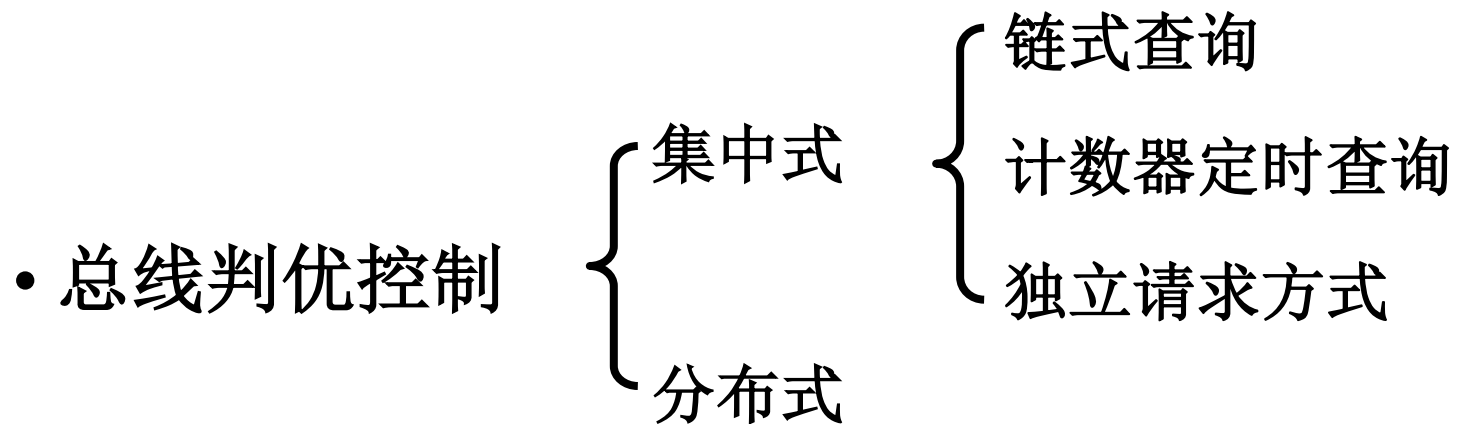 链式查询
集中式
计数器定时查询
• 总线判优控制
独立请求方式
分布式